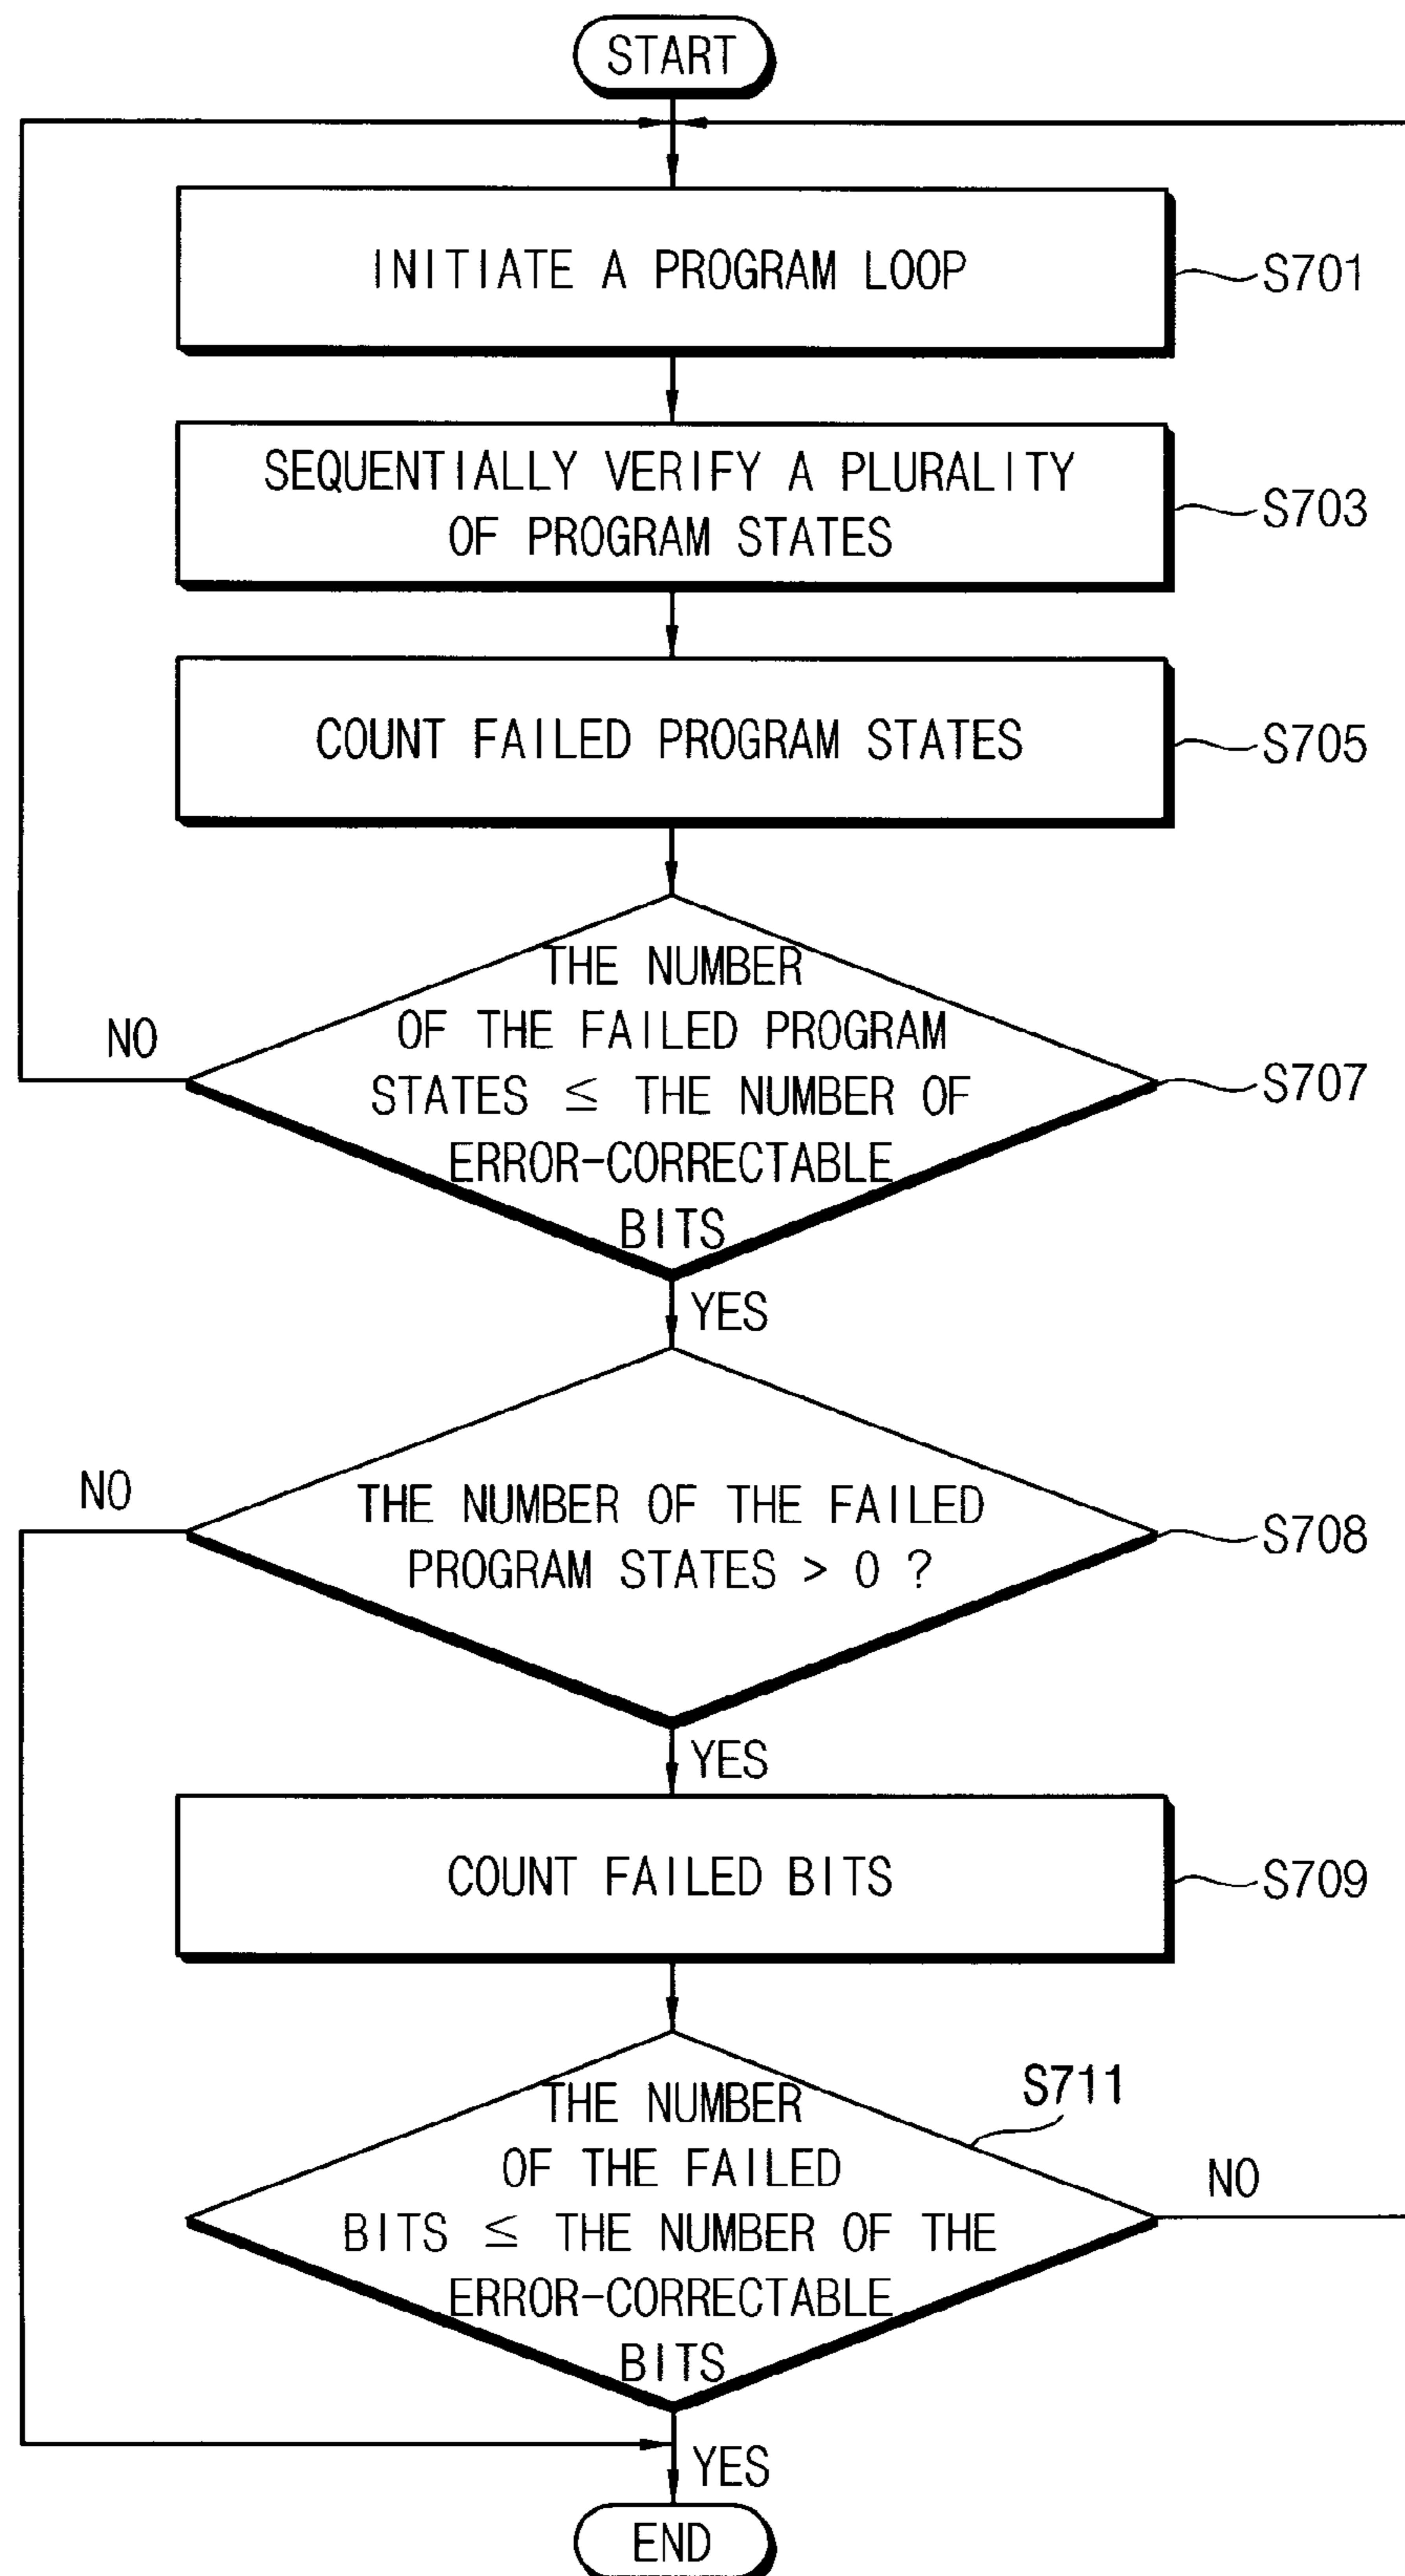 START
INITIATE A PROGRAM LOOP
S701
SEQUENTIALLY VERIFY A PLURALITY
OF PROGRAM STATES
S703
COUNT FAILED PROGRAM STATES
S705
THE NUMBER
OF THE FAILED PROGRAM
STATES ≤ THE NUMBER OF
ERROR-CORRECTABLE
BITS
NO
S707
YES
THE NUMBER OF THE FAILED
PROGRAM STATES > 0 ?
NO
S708
YES
COUNT FAILED BITS
S709
S711
THE NUMBER
OF THE FAILED
BITS ≤ THE NUMBER OF THE
ERROR-CORRECTABLE
BITS
NO
YES
END